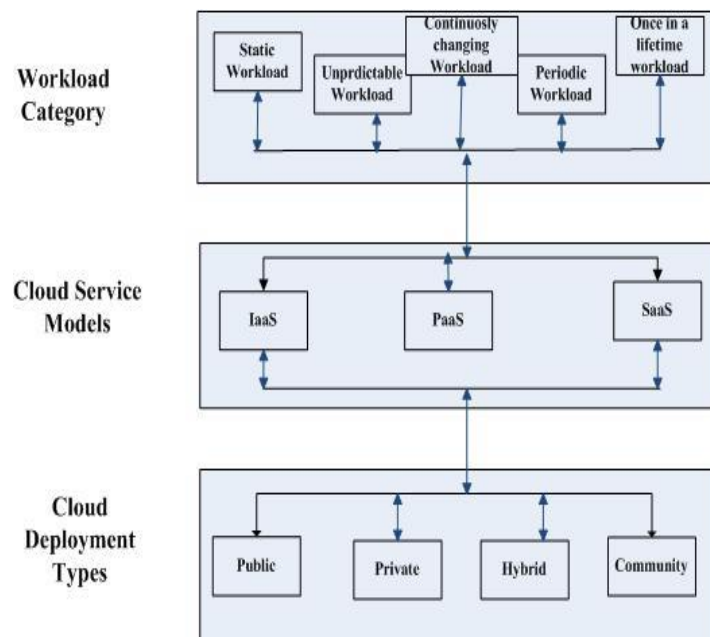 Workload
Category
Static
Workload
Unprdictable
Workload
Continuosly
changing
Workload
Periodic
Workload
Once in a
lifetime
workload
Cloud Service
Models
IaaS
PaaS
SaaS
Cloud
Deployment
Types
Public
Private
Hybrid
Community